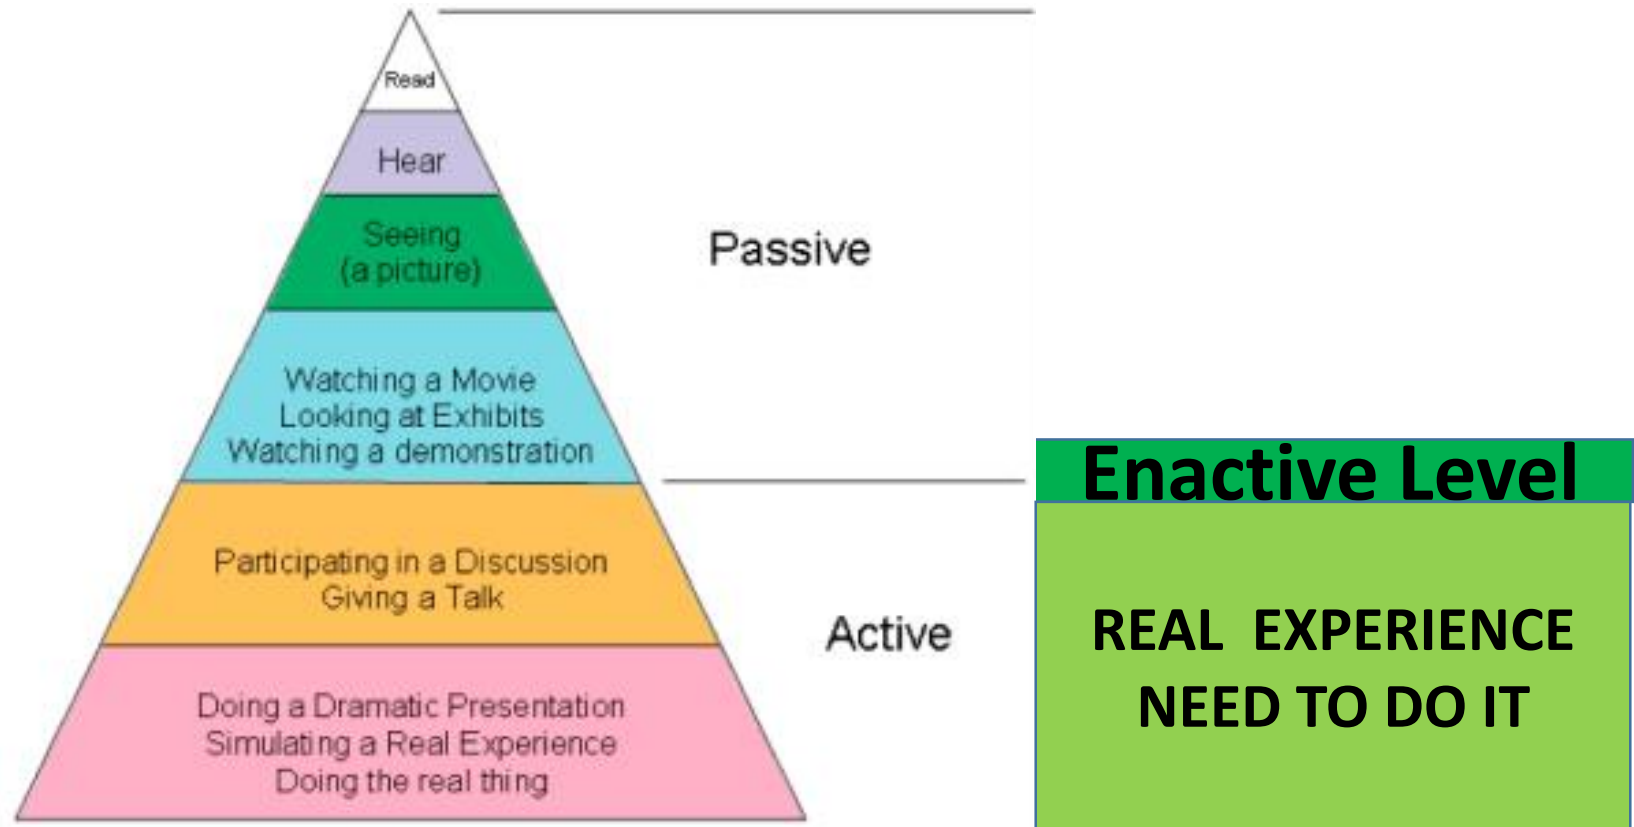 Read
Hear
Seeing
(a picture)
Passive
Watching a Movie
Looking at Exhibits
Watching a demonstration
Enactive Level
Participating in a Discussion
Giving a Talk
Active
REAL EXPERIENCE
NEED TO DO IT
Doing a Dramatic Presentation
Simulating a Real Experience
Doing the real thing